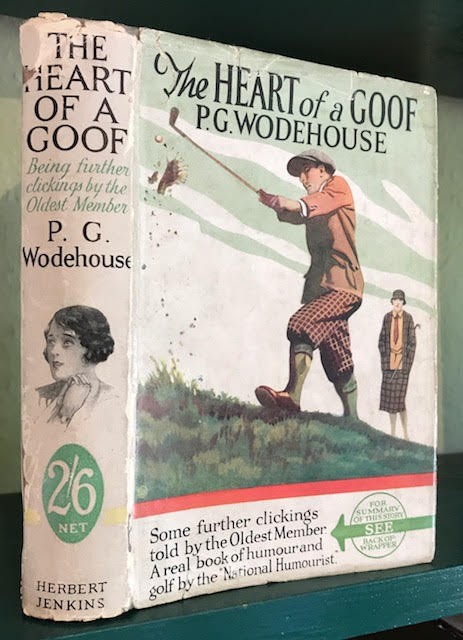 THE
HEART
OF A
GOOF
Being further
clickings by the
Oldest Member
P. G.
Wodehouse
2/6
NET
HERBERT
JENKINS
The HEART of a GOOF
P.G. WODEHOUSE
Some further clickings
told by the Oldest Member.
A real book of humour and
golf by the "National Humourist."
FOR
SUMMARY
OF THIS STORY
SEE
BACK OF
WRAPPER